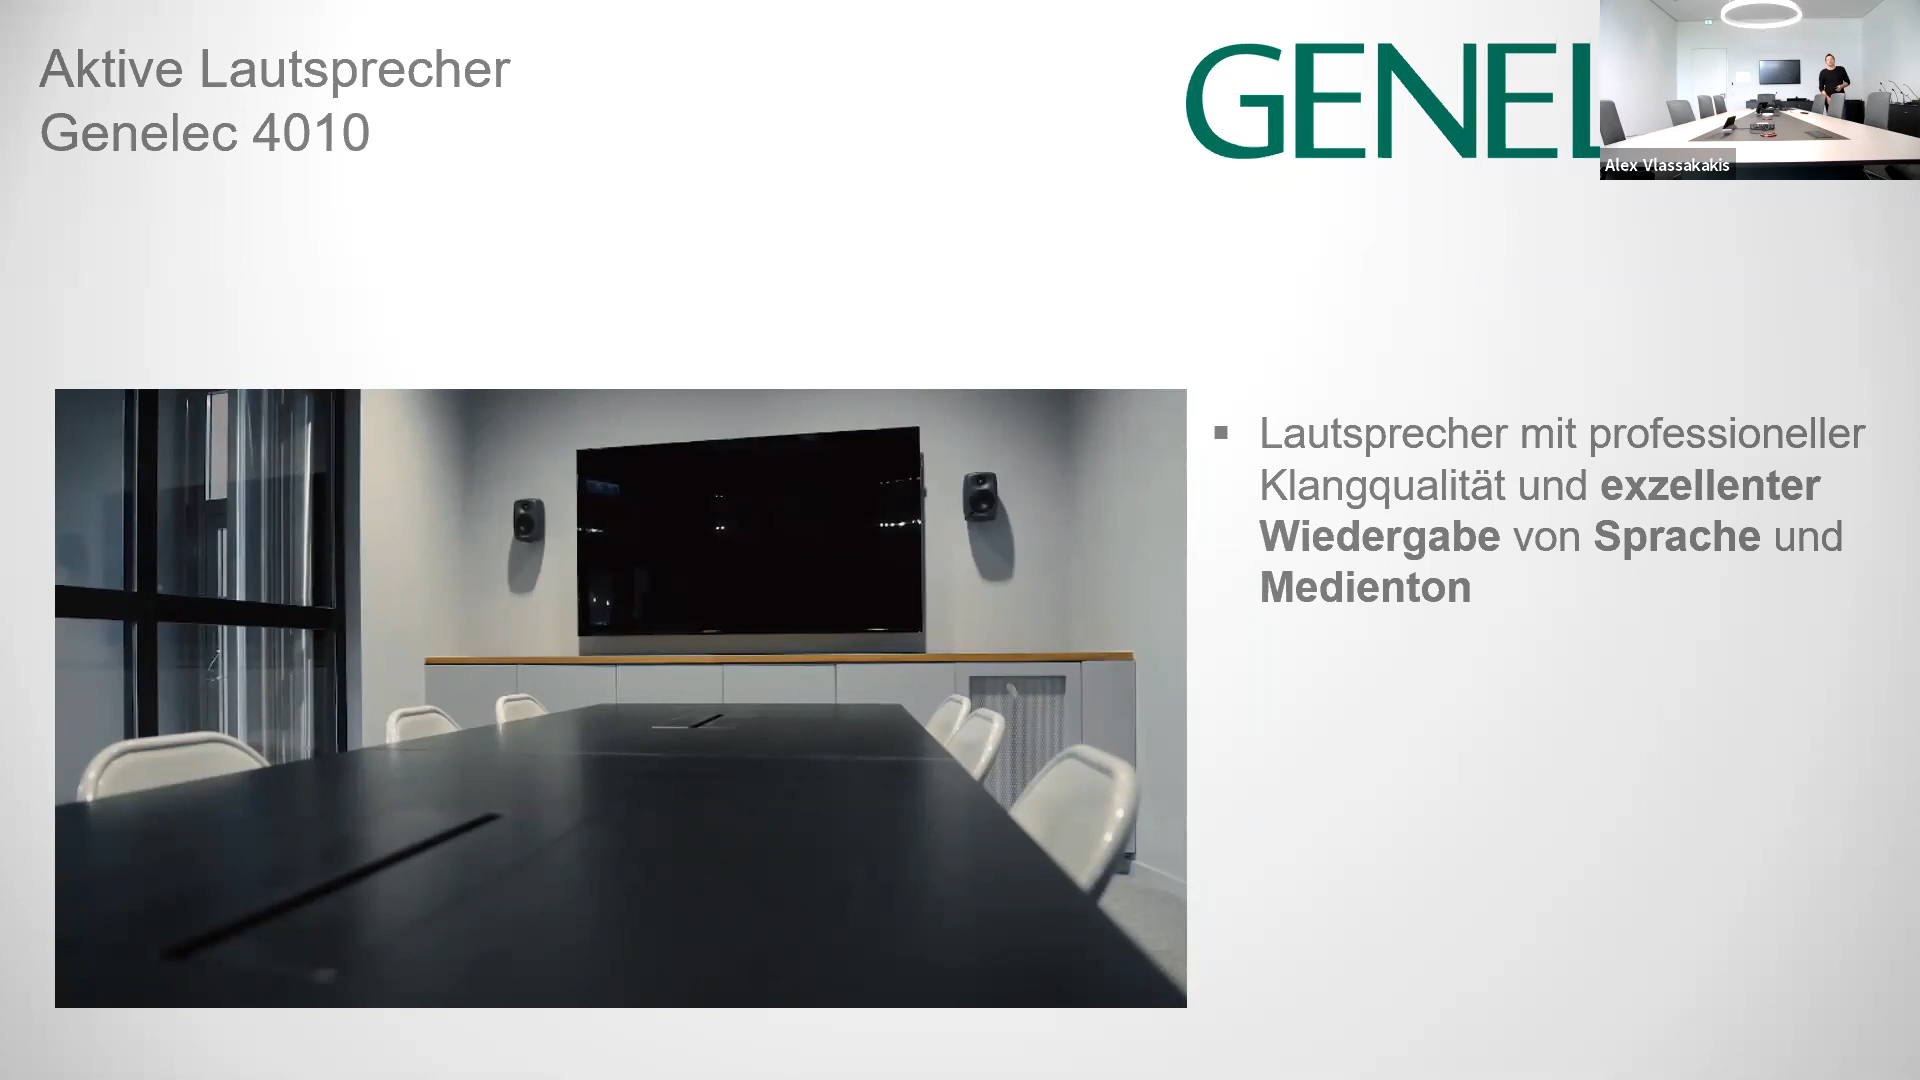 Aktive Lautsprecher
Genelec 4010
GENEL
Alex Vlassakakis
▪ Lautsprecher mit professioneller
Klangqualität und exzellenter
Wiedergabe von Sprache und
Medienton